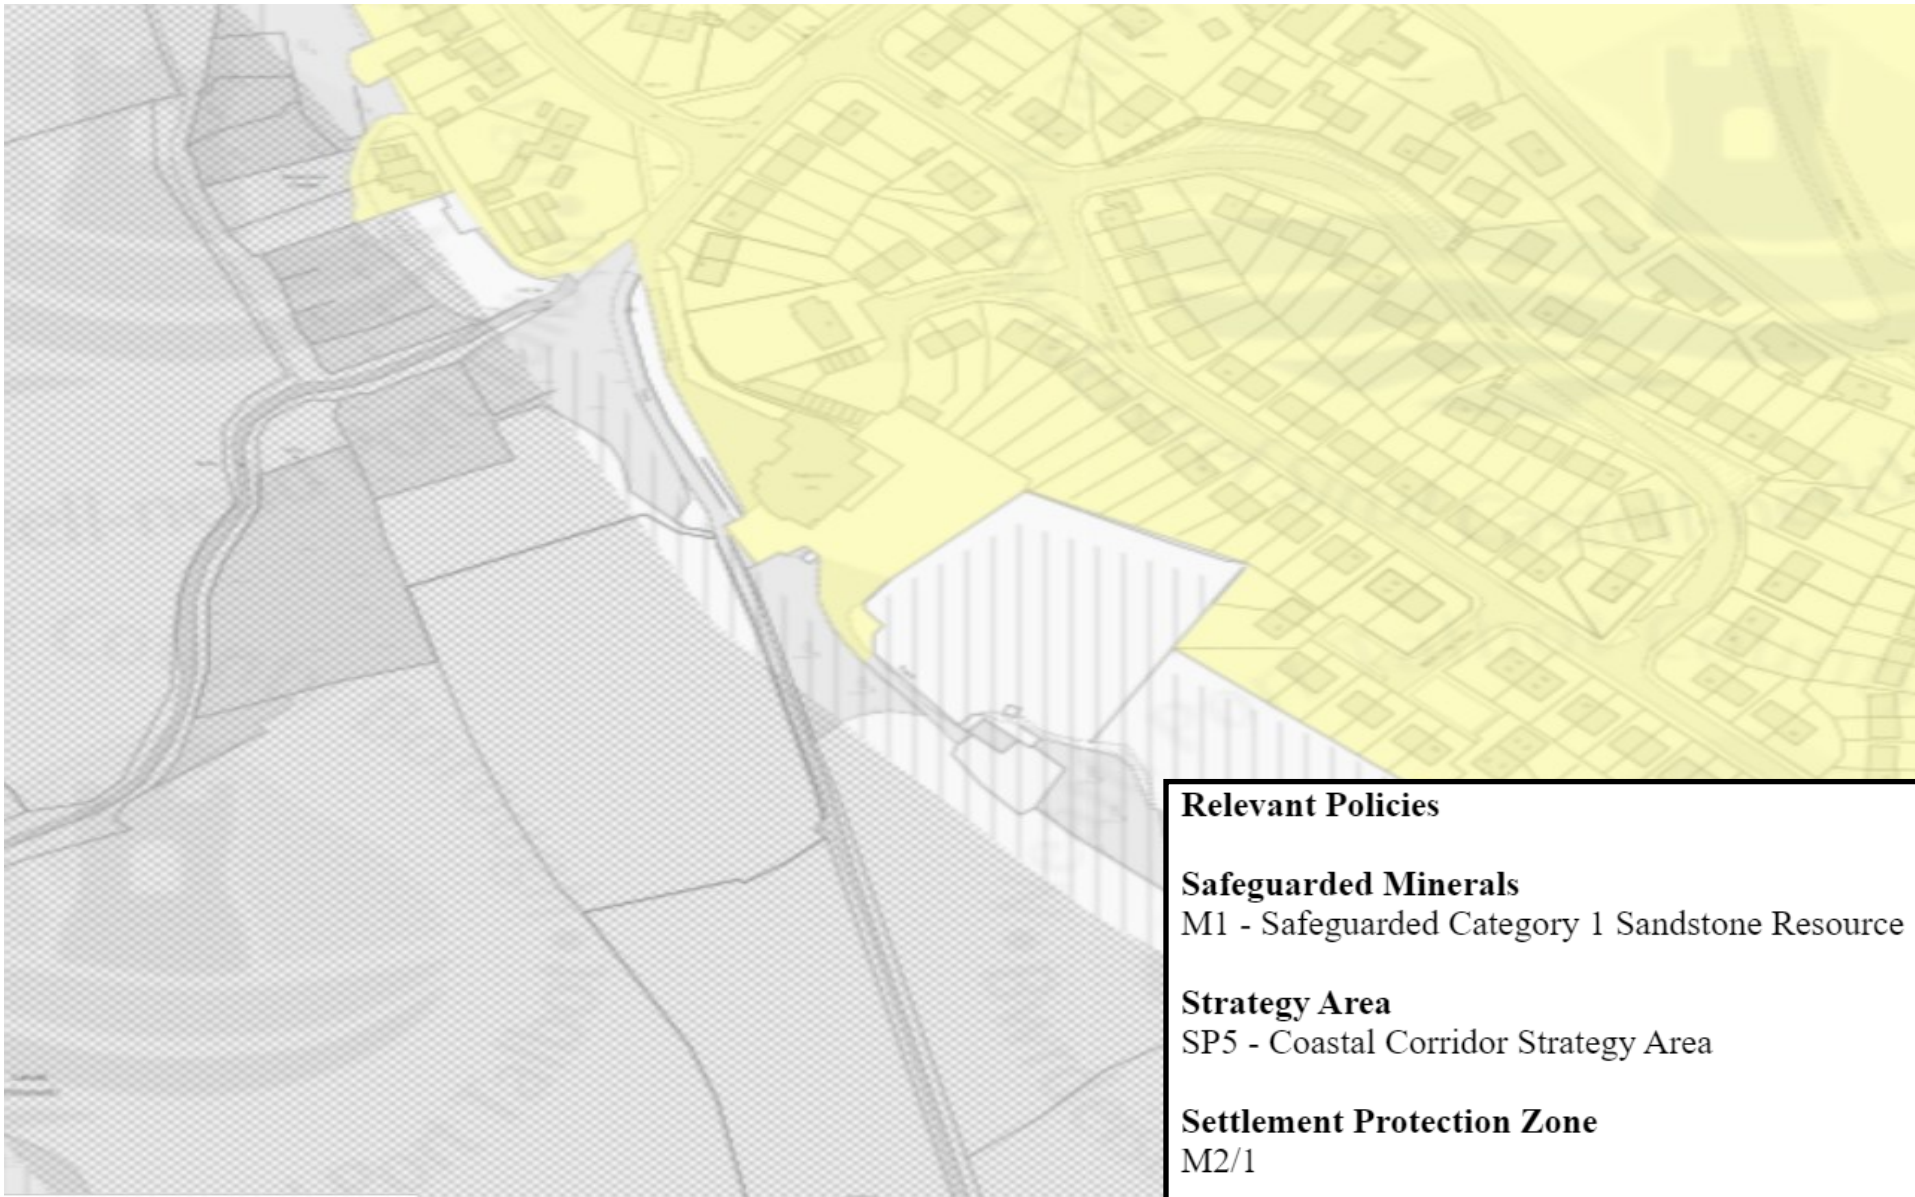 Relevant Policies
Safeguarded Minerals
M1 - Safeguarded Category 1 Sandstone Resource
Strategy Area
SP5 - Coastal Corridor Strategy Area
Settlement Protection Zone
M2/1